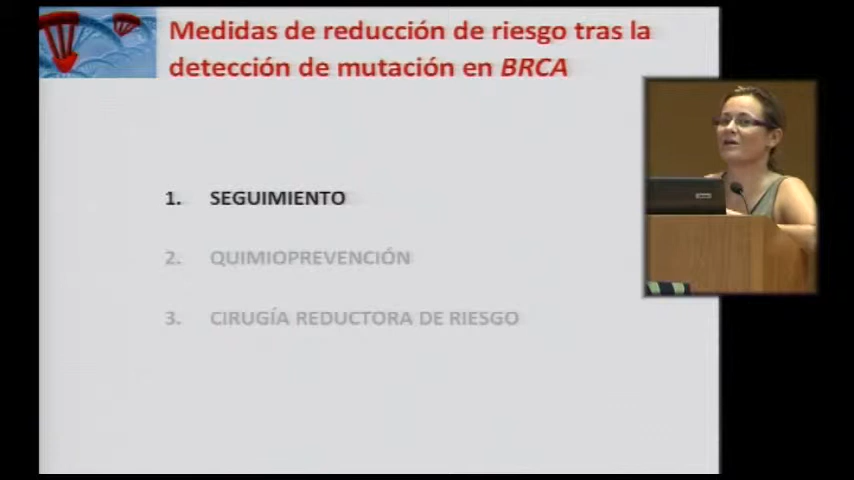 Medidas de reducción de riesgo tras la
detección de mutación en BRCA
1. SEGUIMIENTO
2. QUIMIOPREVENCIÓN
3. CIRUGÍA REDUCTORA DE RIESGO